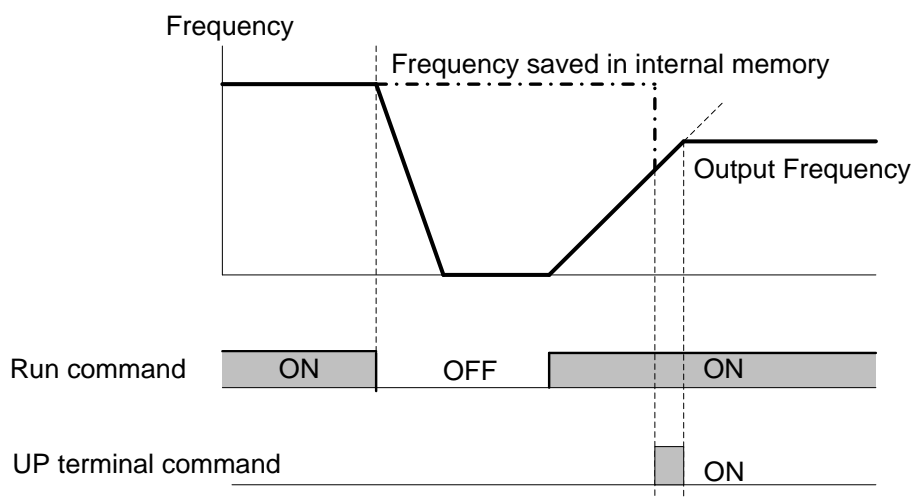 Frequency
Frequency saved in internal memory
Output Frequency
Run command
ON
OFF
ON
UP terminal command
ON